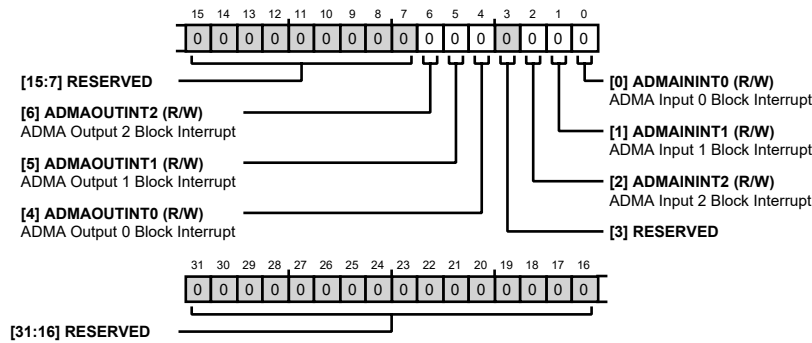 15 14 13 12 11 10 9 8 7 6 5 4 3 2 1 0
0 0 0 0 0 0 0 0 0 0 0 0 0 0 0 0
[15:7] RESERVED
[6] ADMAOUTINT2 (R/W)
ADMA Output 2 Block Interrupt
[5] ADMAOUTINT1 (R/W)
ADMA Output 1 Block Interrupt
[4] ADMAOUTINT0 (R/W)
ADMA Output 0 Block Interrupt
[0] ADMAININT0 (R/W)
ADMA Input 0 Block Interrupt
[1] ADMAININT1 (R/W)
ADMA Input 1 Block Interrupt
[2] ADMAININT2 (R/W)
ADMA Input 2 Block Interrupt
[3] RESERVED
31 30 29 28 27 26 25 24 23 22 21 20 19 18 17 16
0 0 0 0 0 0 0 0 0 0 0 0 0 0 0 0
[31:16] RESERVED